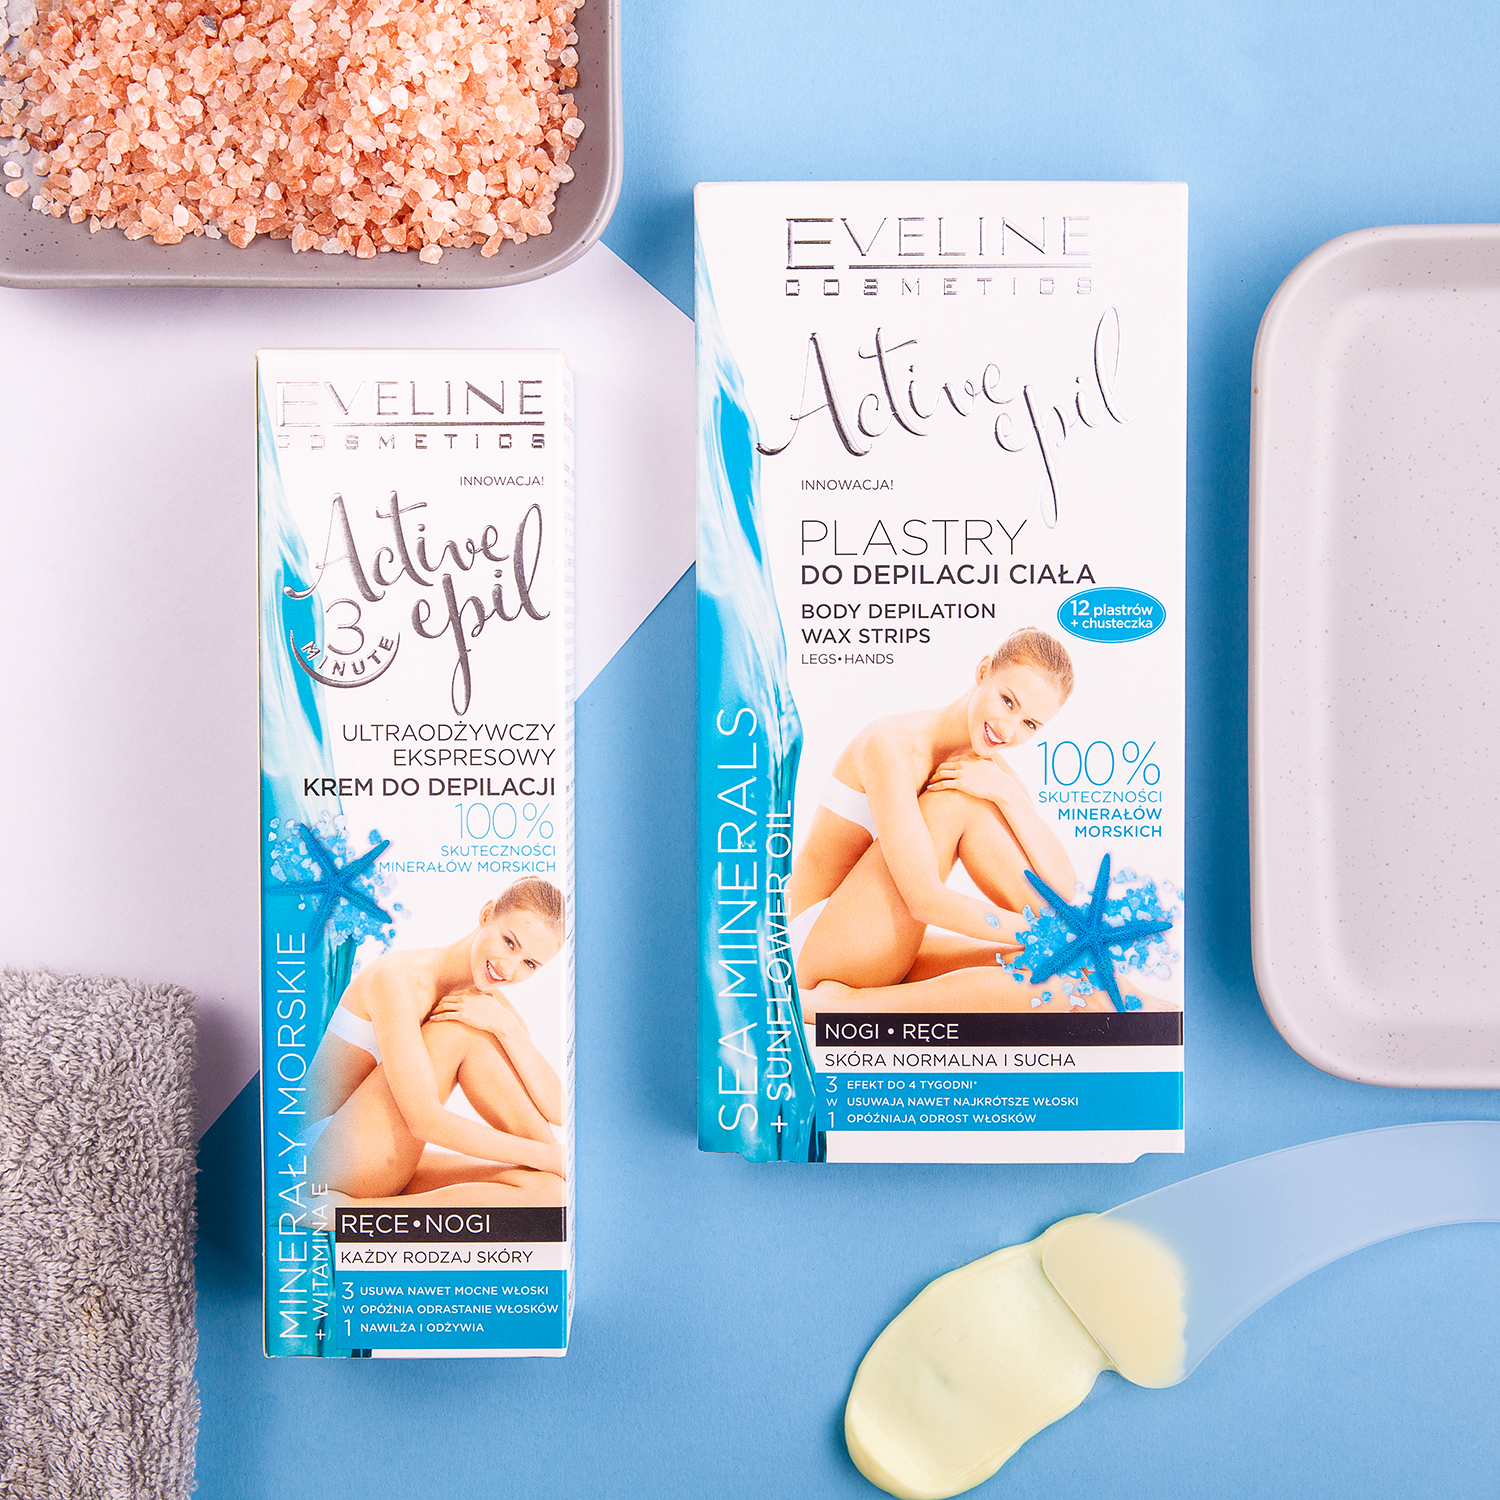 EVELINE
COSMETICS
INNOWACJA!
Active
epil
3
MINUTE
ULTRAODŻYWCZY
EKSPRESOWY
KREM DO DEPILACJI
100%
SKUTECZNOŚCI
MINERAŁÓW MORSKICH
MINERAŁY MORSKIE
+ WITAMINA E
RĘCE•NOGI
KAŻDY RODZAJ SKÓRY
3 USUWA NAWET MOCNE WŁOSKI
W OPÓŹNIA ODRASTANIE WŁOSKÓW
1 NAWILŻA I ODŻYWIA
EVELINE
COSMETICS
Active
epil
INNOWACJA!
PLASTRY
DO DEPILACJI CIAŁA
BODY DEPILATION
WAX STRIPS
LEGS•HANDS
12 plastrów
+ chusteczka
100%
SKUTECZNOŚCI
MINERAŁÓW
MORSKICH
SEA MINERALS
+ SUNFLOWER OIL
NOGI • RĘCE
SKÓRA NORMALNA I SUCHA
3 EFEKT DO 4 TYGODNI*
W USUWAJĄ NAWET NAJKRÓTSZE WŁOSKI
1 OPÓŹNIAJĄ ODROST WŁOSKÓW